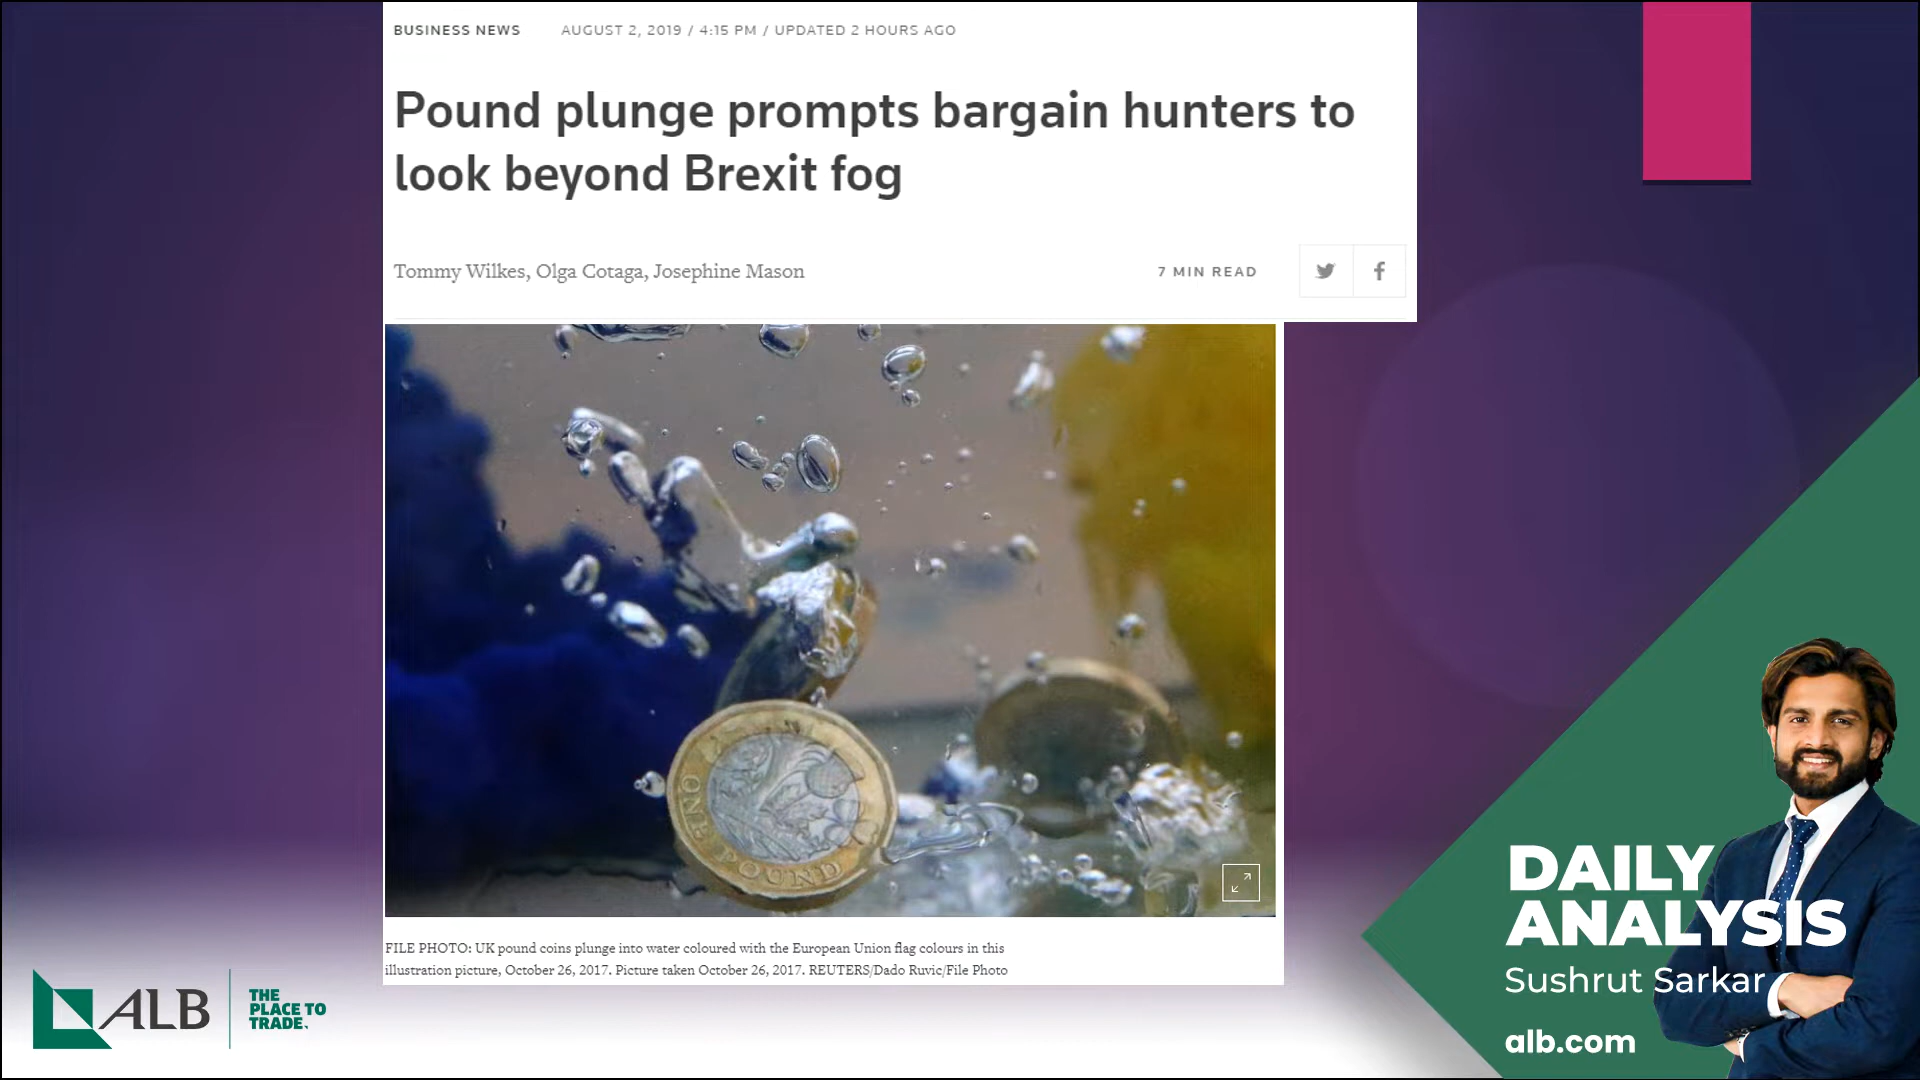 BUSINESS NEWS AUGUST 2, 2019 / 4:15 PM / UPDATED 2 HOURS AGO
Pound plunge prompts bargain hunters to
look beyond Brexit fog
Tommy Wilkes, Olga Cotaga, Josephine Mason 7 MIN READ
ONE POUND
FILE PHOTO: UK pound coins plunge into water coloured with the European Union flag colours in this
illustration picture, October 26, 2017. Picture taken October 26, 2017. REUTERS/Dado Ruvic/File Photo
ALB
THE
PLACE TO
TRADE.
DAILY
ANALYSIS
Sushrut Sarkar
alb.com